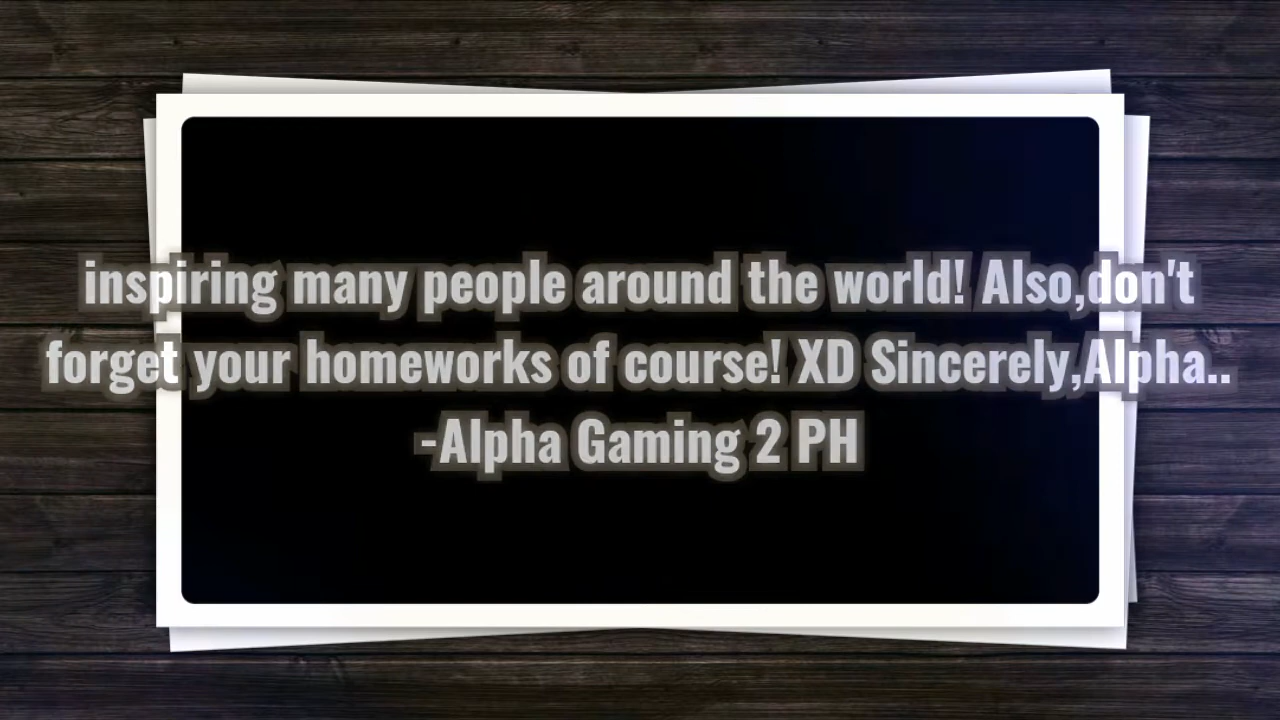 inspiring many people around the world! Also,don't
forget your homeworks of course! XD Sincerely,Alpha..
-Alpha Gaming 2 PH